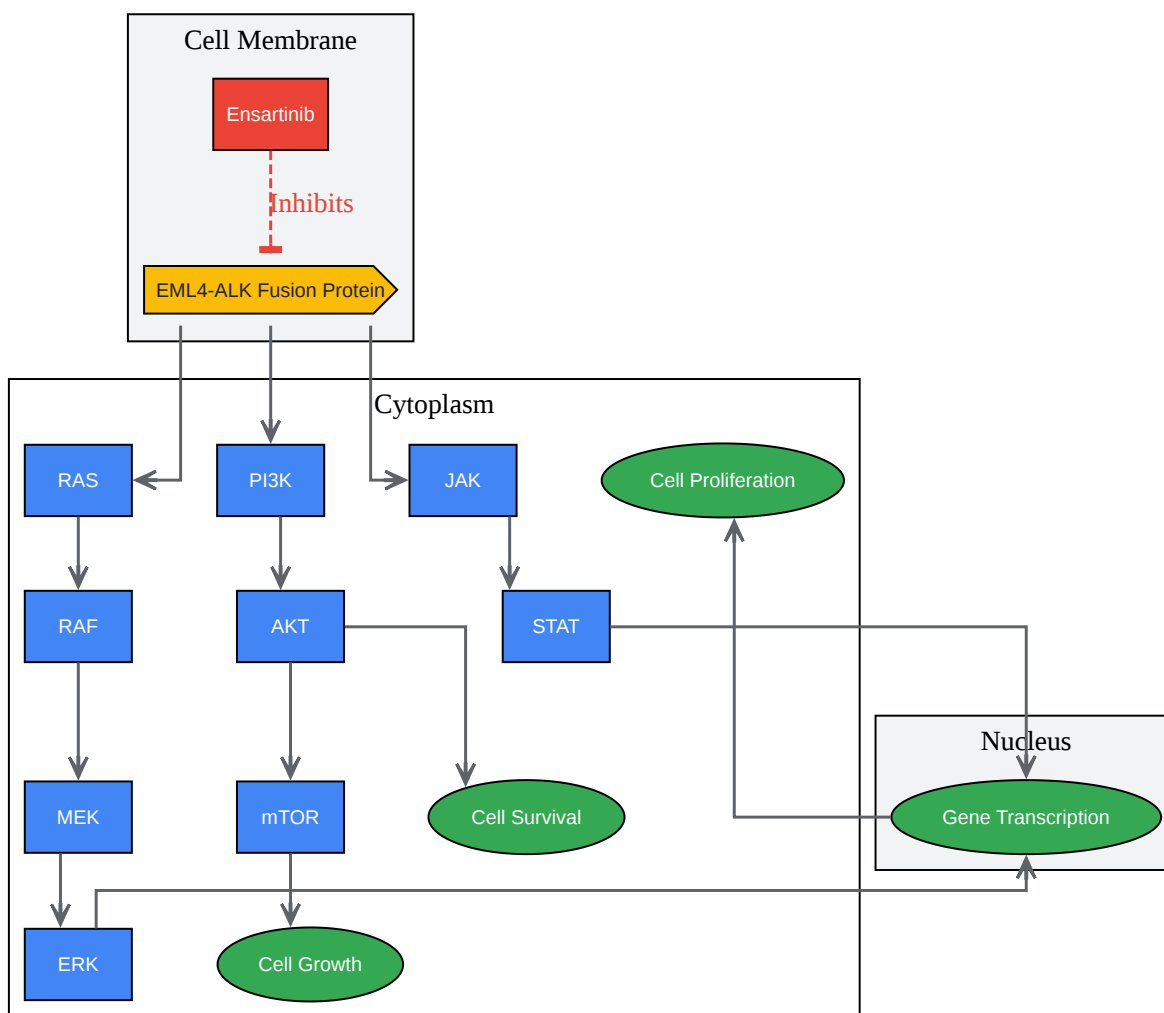 Cell Membrane
Ensartinib
Inhibits
EML4-ALK Fusion Protein
Cytoplasm
RAS
PI3K
JAK
Cell Proliferation
RAF
AKT
STAT
Nucleus
MEK
mTOR
Cell Survival
Gene Transcription
ERK
Cell Growth